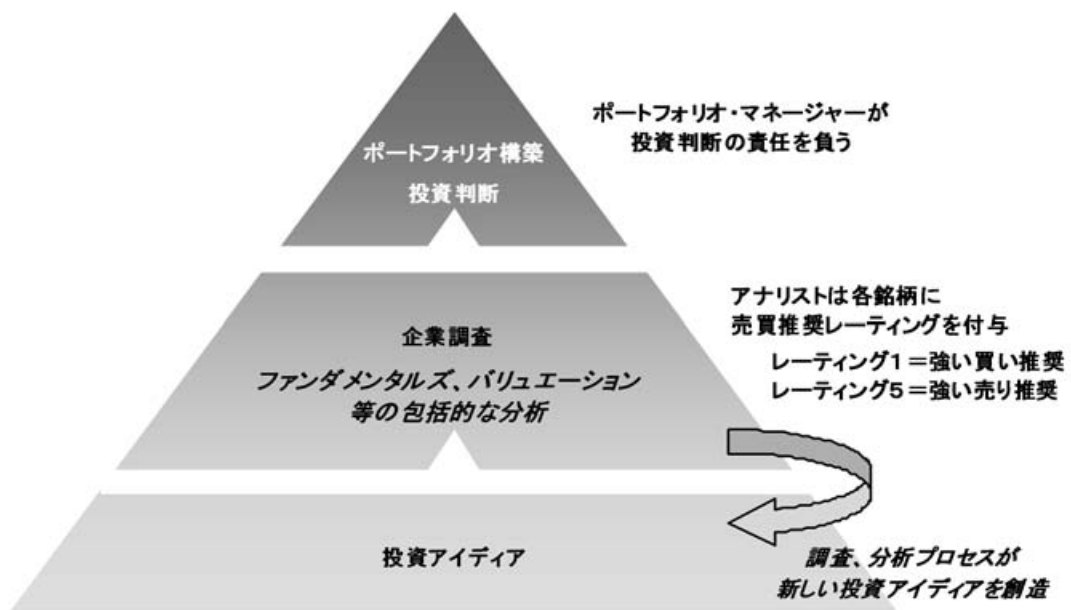 ポートフォリオ構築
投資判断
ポートフォリオ・マネージャーが
投資判断の責任を負う
企業調査
ファンダメンタルズ、バリュエーション
等の包括的な分析
アナリストは各銘柄に
売買推奨レーティングを付与
レーティング1＝強い買い推奨
レーティング5＝強い売り推奨
投資アイディア
調査、分析プロセスが
新しい投資アイディアを創造